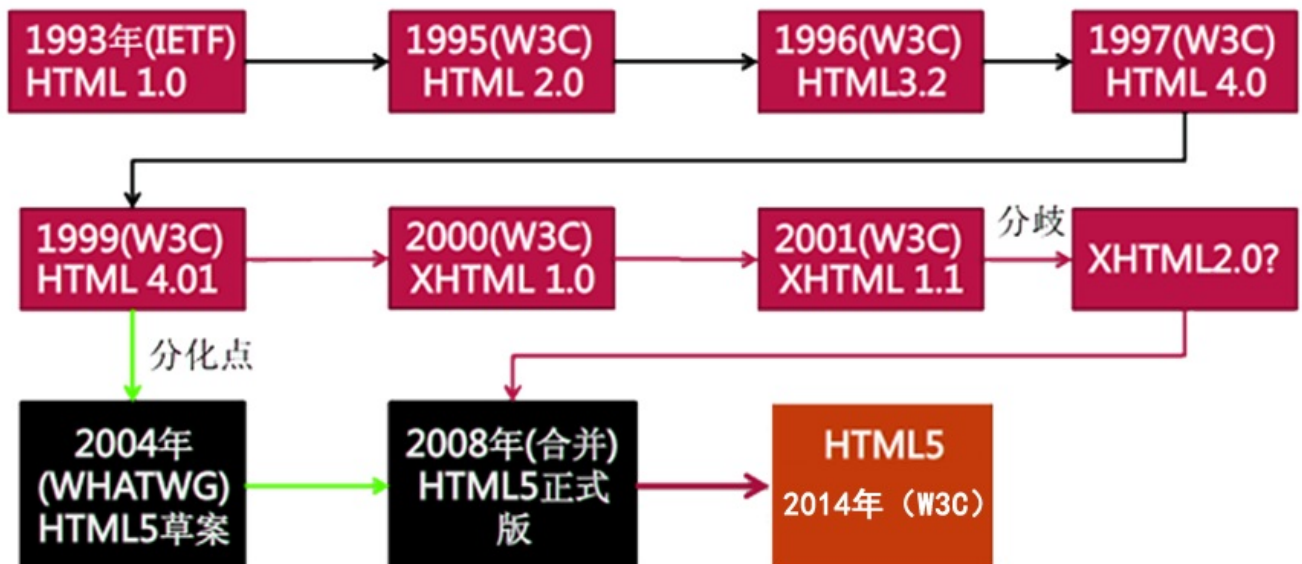 1993年(IETF)
HTML 1.0
1995(W3C)
HTML 2.0
1996(W3C)
HTML3.2
1997(W3C)
HTML 4.0
1999(W3C)
HTML 4.01
2000(W3C)
XHTML 1.0
2001(W3C)
XHTML 1.1
分歧
XHTML2.0?
分化点
2004年
(WHATWG)
HTML5草案
2008年(合并)
HTML5正式
版
HTML5
2014年（W3C）